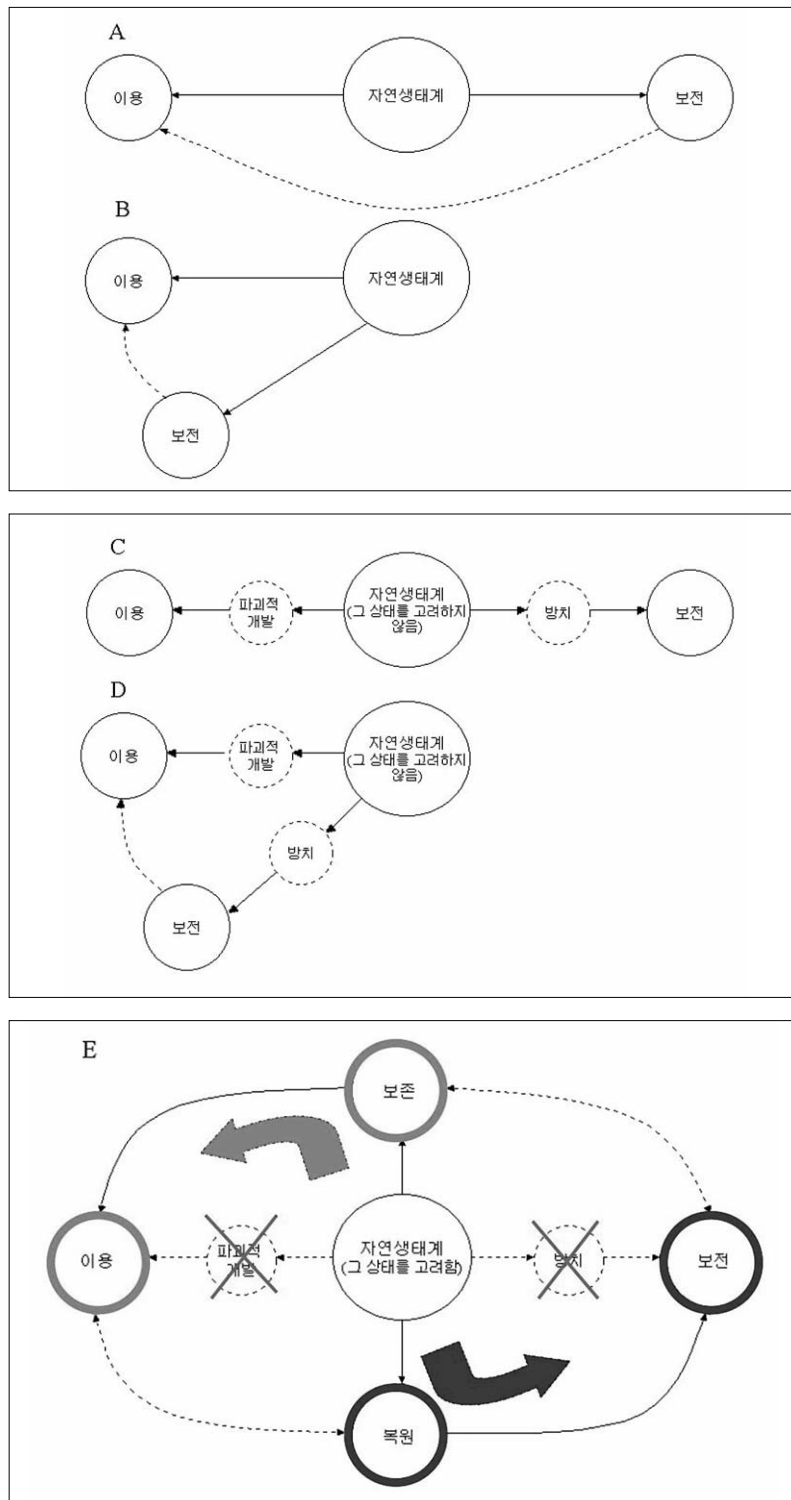 A
이용
자연생태계
보전
B
이용
자연생태계
보전
C
이용
파괴적
개발
자연생태계
(그 상태를 고려하지
않음)
방치
보전
D
이용
파괴적
개발
자연생태계
(그 상태를 고려하지
않음)
방치
보전
E
보존
이용
파괴적
개발
자연생태계
(그 상태를 고려함)
방치
보전
복원